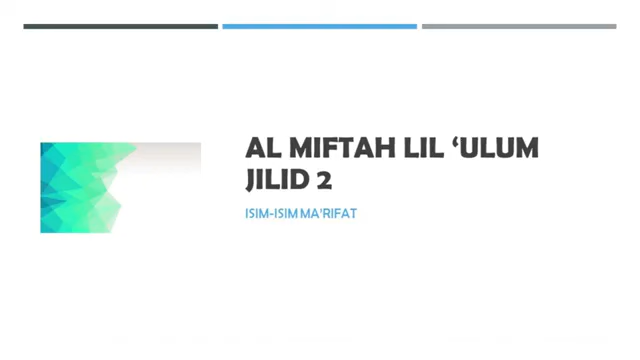 AL MIFTAH LIL ‘ULUM
JILID 2
ISIM-ISIM MA'RIFAT